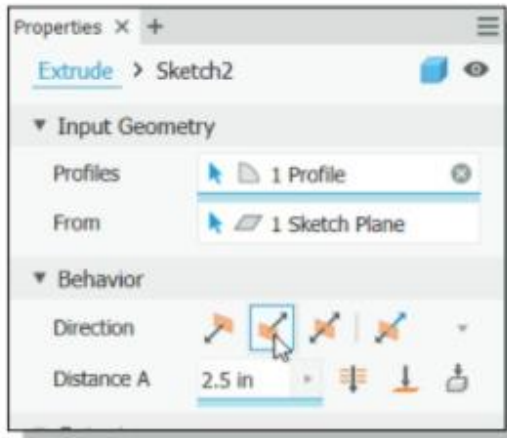 Properties × +
Extrude > Sketch2
Input Geometry
Profiles 1 Profile
From 1 Sketch Plane
Behavior
Direction
Distance A 2.5 in